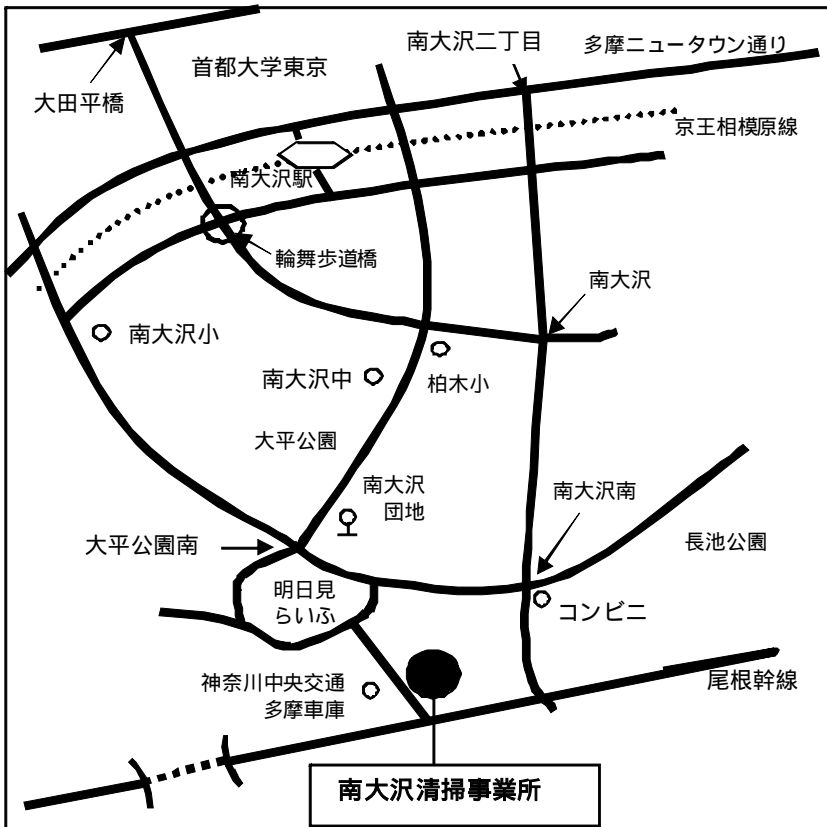 南大沢二丁目
多摩ニュータウン通り
首都大学東京
大田平橋
京王相模原線
南大沢駅
輪舞歩道橋
南大沢
南大沢小
南大沢中
柏木小
大平公園
南大沢
団地
南大沢南
大平公園南
長池公園
明日見
らいふ
コンビニ
神奈川中央交通
多摩車庫
尾根幹線
南大沢清掃事業所